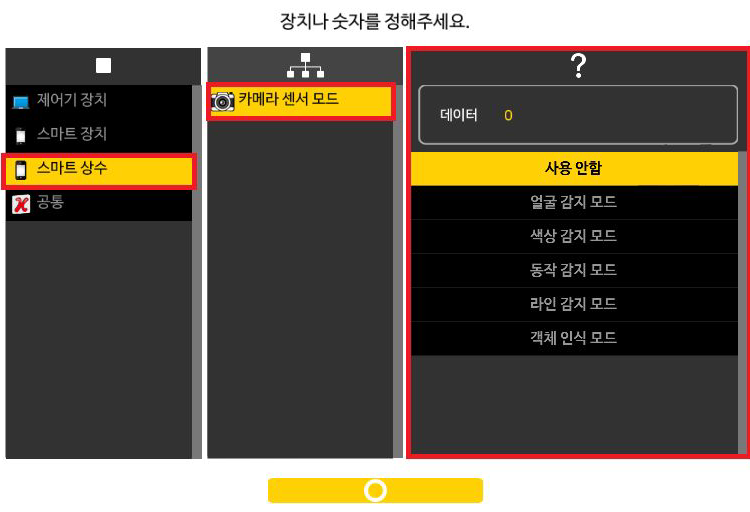 장치나 숫자를 정해주세요.
제어기 장치
스마트 장치
스마트 상수
공통
카메라 센서 모드
?
데이터 0
사용 안함
얼굴 감지 모드
색상 감지 모드
동작 감지 모드
라인 감지 모드
객체 인식 모드